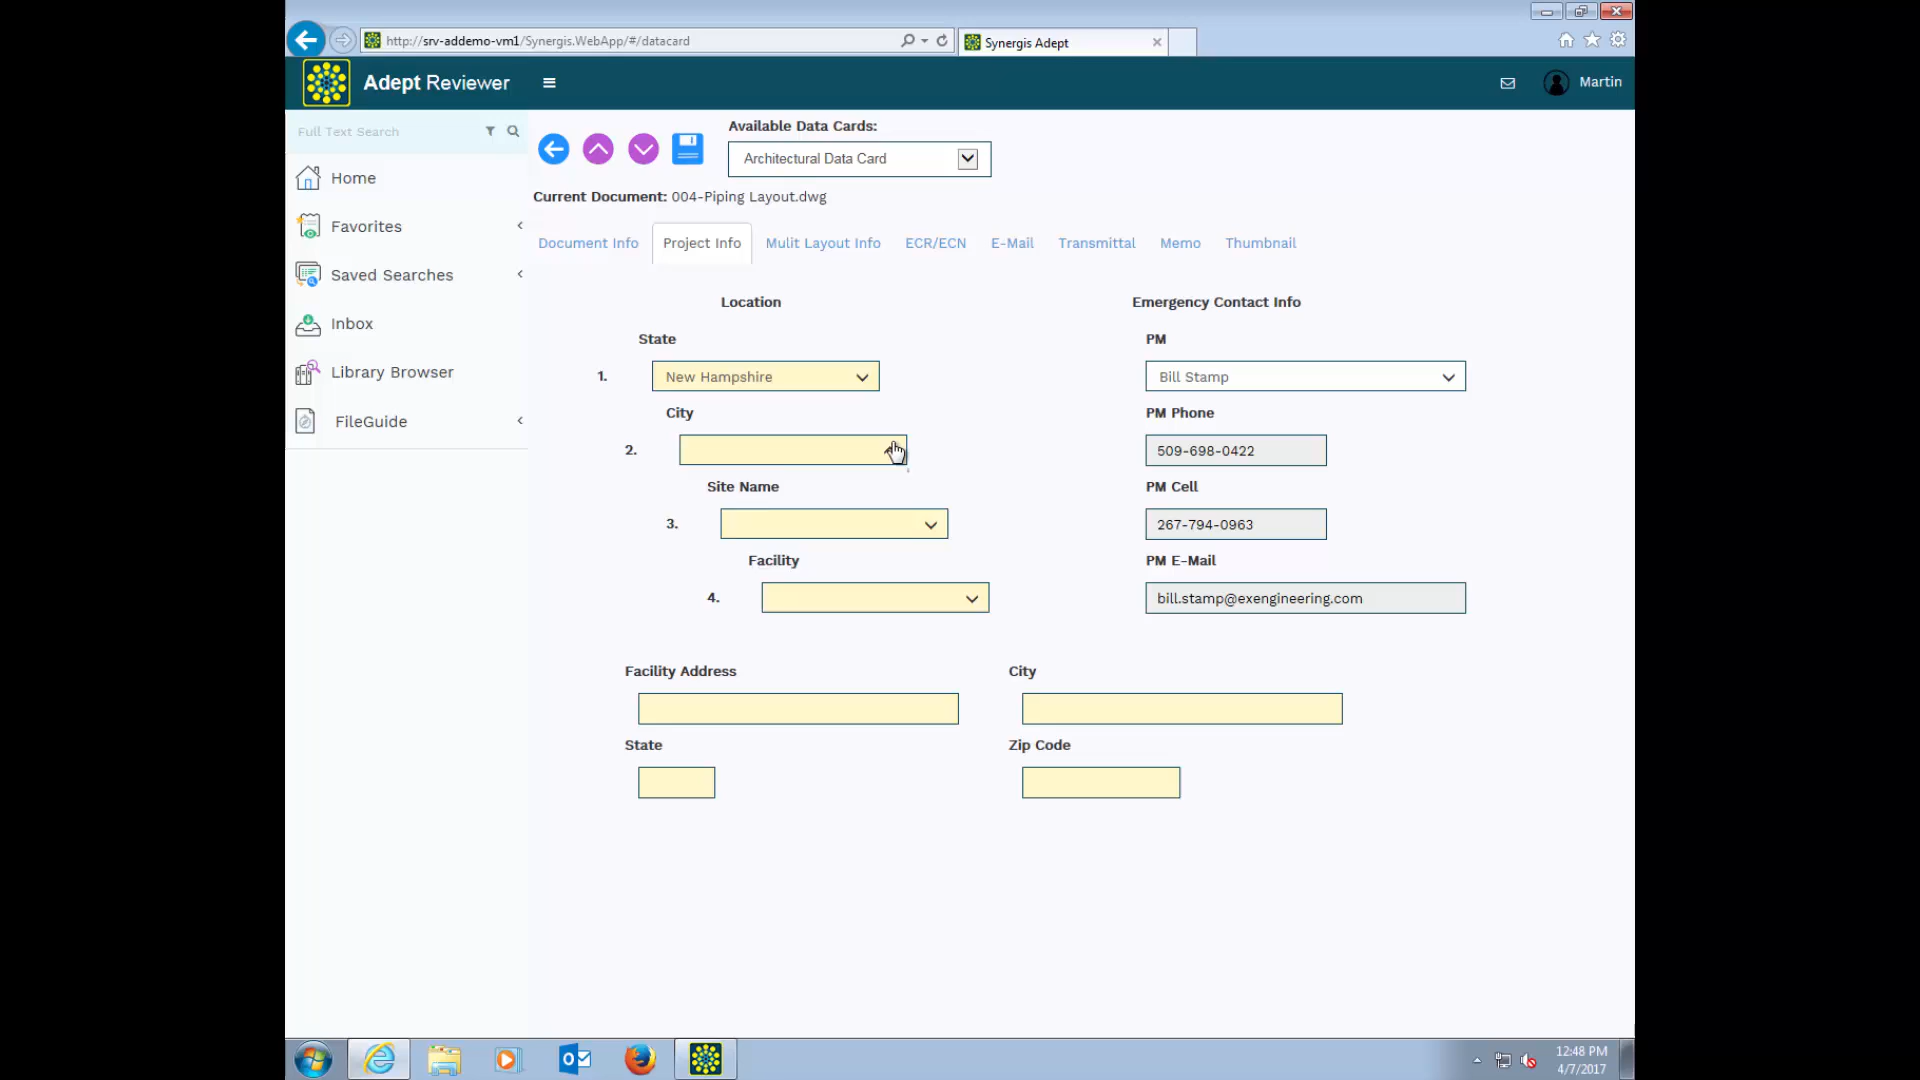 http://srv-addemo-vm1/Synergis.WebApp/#/datacard
Synergis Adept
Adept Reviewer
Martin
Full Text Search
Available Data Cards:
Architectural Data Card
Home
Favorites
Saved Searches
Inbox
Library Browser
FileGuide
Current Document: 004-Piping Layout.dwg
Document Info
Project Info
Mulit Layout Info
ECR/ECN
E-Mail
Transmittal
Memo
Thumbnail
Location
State
1.
New Hampshire
City
2.
Site Name
3.
Facility
4.
Emergency Contact Info
PM
Bill Stamp
PM Phone
509-698-0422
PM Cell
267-794-0963
PM E-Mail
bill.stamp@exengineering.com
Facility Address
City
State
Zip Code
12:48 PM
4/7/2017